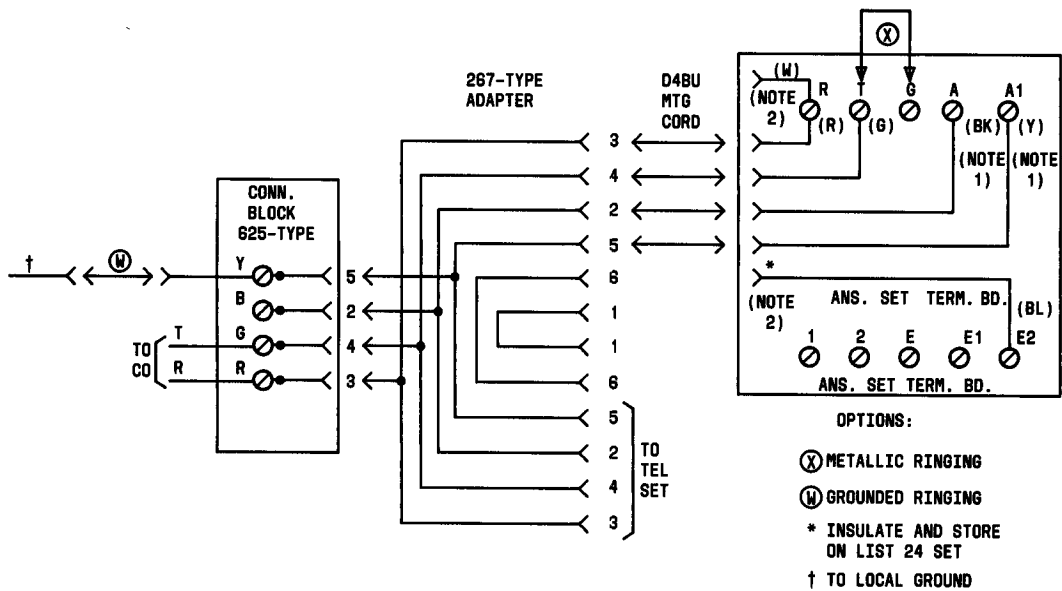 X
267-TYPE
ADAPTER
D4BU
MTG
CORD
(W)
(NOTE
2)
R
T
G
A
A1
(R)
(G)
(BK)
(Y)
(NOTE
1)
(NOTE
1)
3
4
2
5
6
1
1
6
5
2
4
3
TO
TEL
SET
CONN.
BLOCK
625-TYPE
†
W
Y
5
B
2
T
G
4
R
R
3
TO
CO
*
(NOTE
2)
ANS. SET TERM. BD.
(BL)
1
2
E
E1
E2
ANS. SET TERM. BD.
OPTIONS:
X METALLIC RINGING
W GROUNDED RINGING
* INSULATE AND STORE
ON LIST 24 SET
† TO LOCAL GROUND